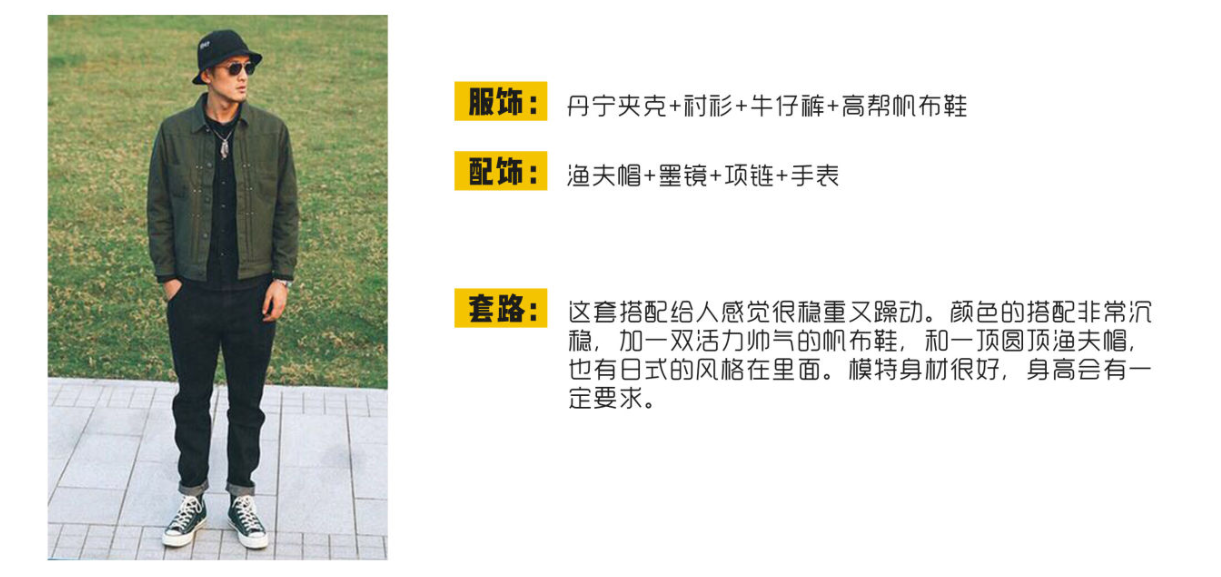 服饰：
丹宁夹克+衬衫+牛仔裤+高帮帆布鞋
配饰：
渔夫帽+墨镜+项链+手表
套路：
这套搭配给人感觉很稳重又躁动。颜色的搭配非常沉
稳，加一双活力帅气的帆布鞋，和一顶圆顶渔夫帽，
也有日式的风格在里面。模特身材很好，身高会有一
定要求。